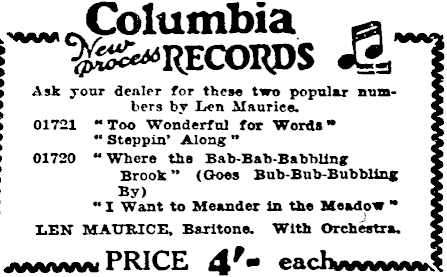 Columbia
New Process RECORDS
Ask your dealer for these two popular num-
bers by Len Maurice.
01721 "Too Wonderful for Words"
"Steppin' Along"
01720 "Where the Bab-Bab-Babbling
Brook" (Goes Bub-Bub-Bubbling
By)
"I Want to Meander in the Meadow"
LEN MAURICE, Baritone. With Orchestra.
PRICE 4'- each